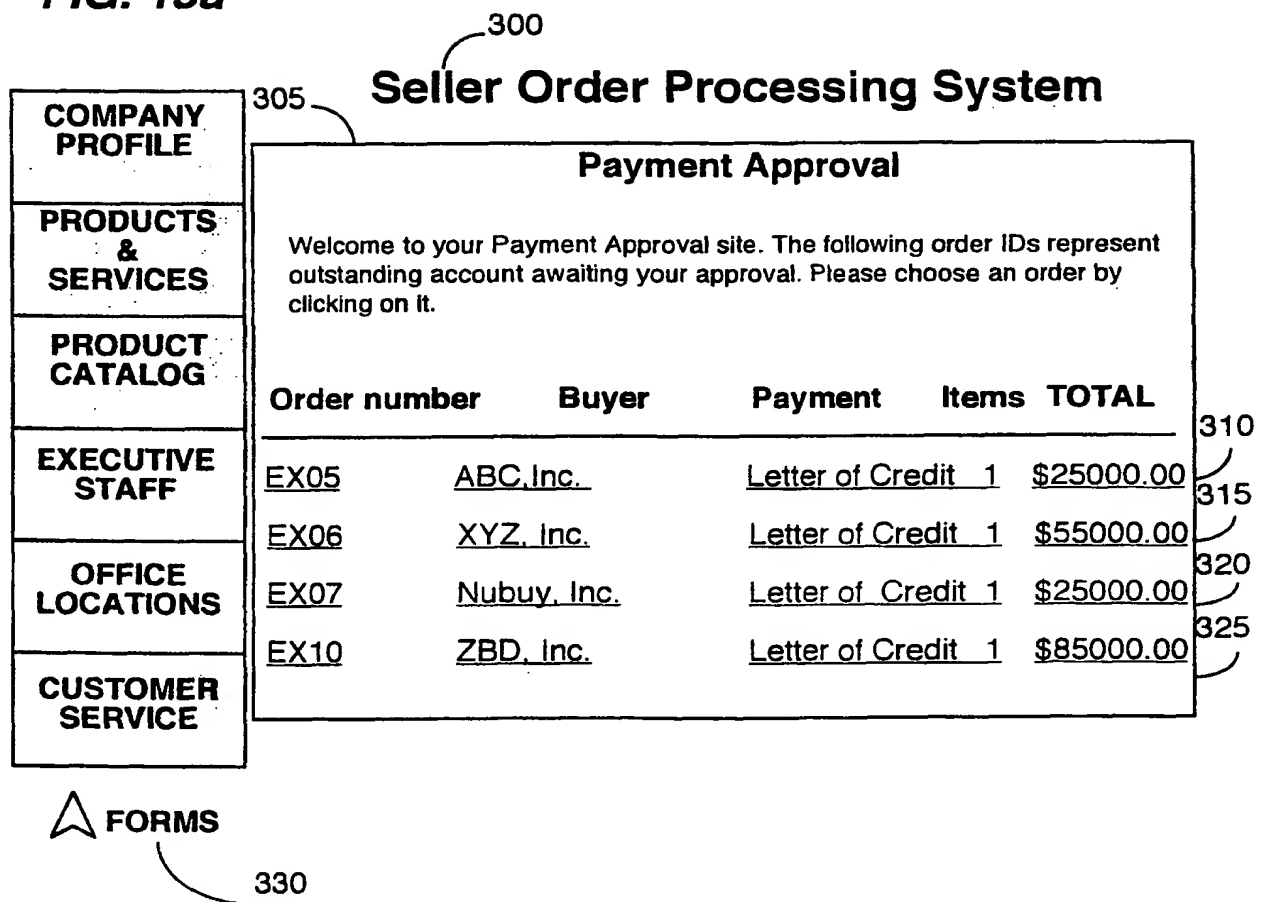 300
Seller Order Processing System
305
COMPANY
PROFILE
PRODUCTS
&
SERVICES
PRODUCT
CATALOG
EXECUTIVE
STAFF
OFFICE
LOCATIONS
CUSTOMER
SERVICE
Payment Approval
Welcome to your Payment Approval site. The following order IDs represent
outstanding account awaiting your approval. Please choose an order by
clicking on it.
Order number Buyer Payment Items TOTAL
310
EX05 ABC,Inc. Letter of Credit 1 $25000.00
315
EX06 XYZ, Inc. Letter of Credit 1 $55000.00
320
EX07 Nubuy, Inc. Letter of Credit 1 $25000.00
325
EX10 ZBD, Inc. Letter of Credit 1 $85000.00
FORMS
330